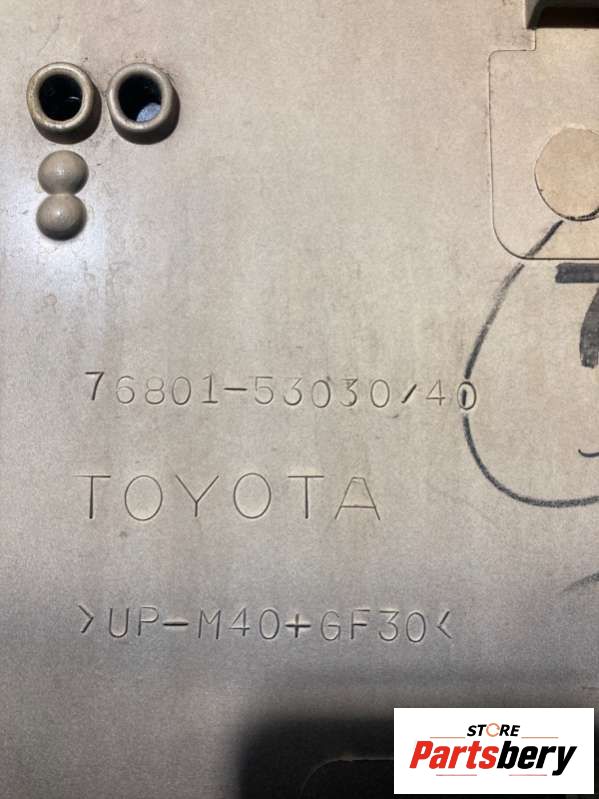 76801-53030/40
TOYOTA
>UP-M40+GF30<
STORE
Partsbery